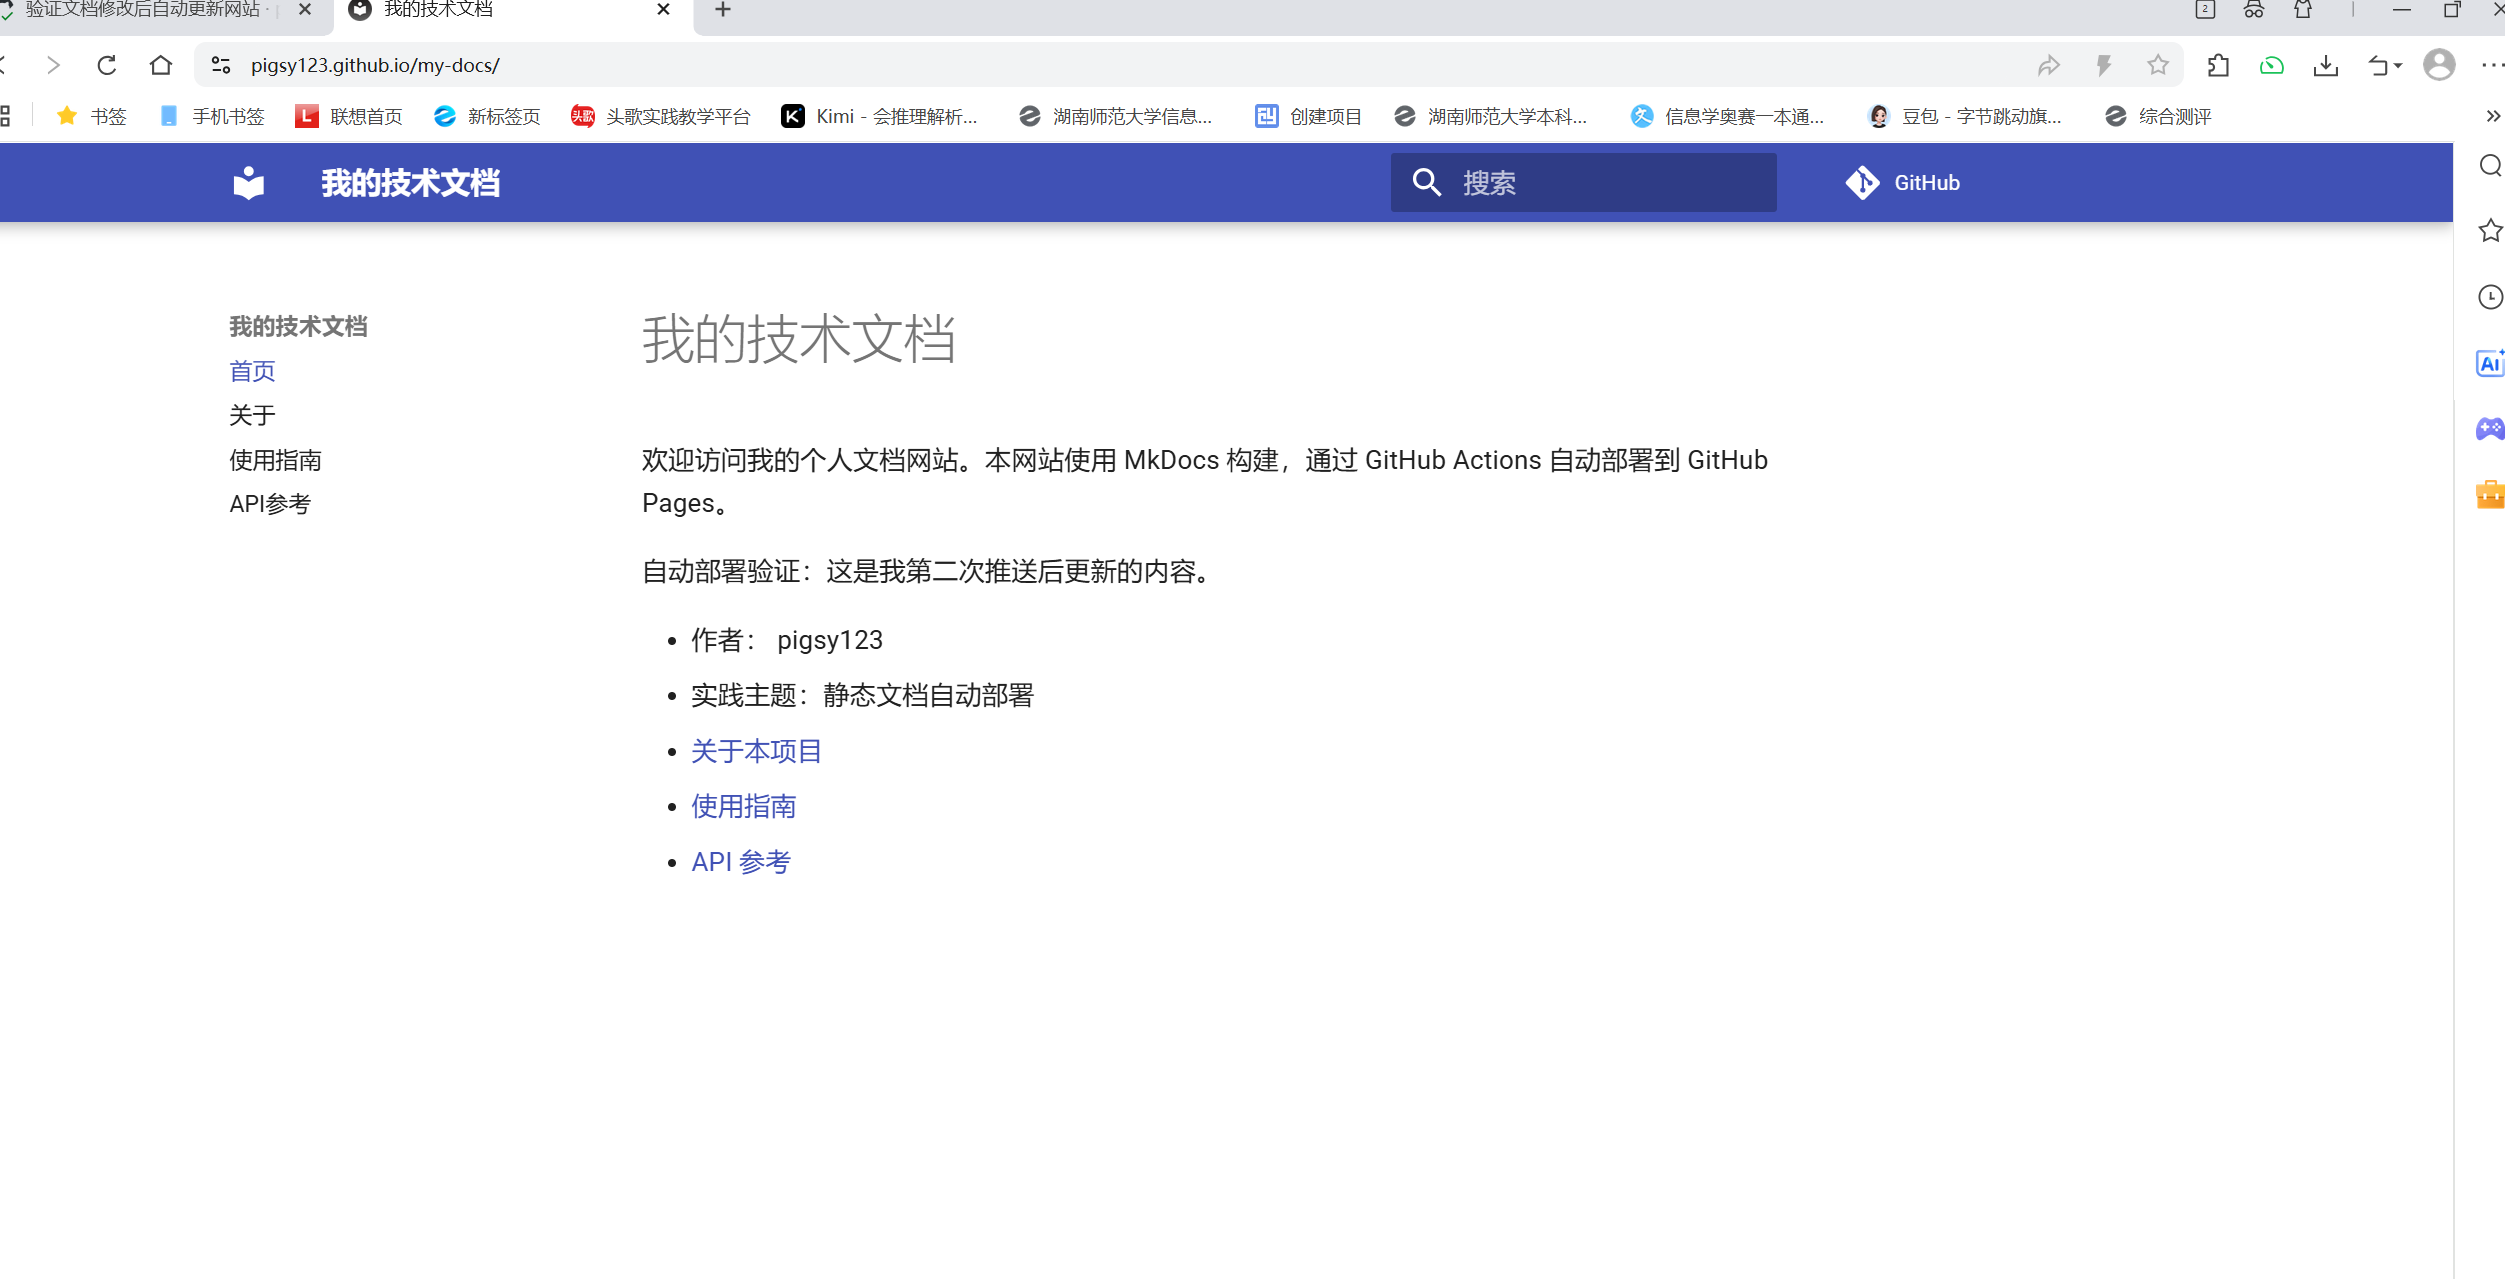 验证文档修改后自动更新网站 ·
我的技术文档
2
pigsy123.github.io/my-docs/
书签
手机书签
L
联想首页
新标签页
头歌
头歌实践教学平台
K
Kimi - 会推理解析...
湖南师范大学信息...
创建项目
湖南师范大学本科...
信息学奥赛一本通...
豆包 - 字节跳动旗...
综合测评
我的技术文档
搜索
GitHub
我的技术文档
首页
关于
使用指南
API参考
我的技术文档
欢迎访问我的个人文档网站。本网站使用 MkDocs 构建，通过 GitHub Actions 自动部署到 GitHub
Pages。
自动部署验证：这是我第二次推送后更新的内容。
• 作者： pigsy123
• 实践主题：静态文档自动部署
• 关于本项目
• 使用指南
• API 参考
Ai